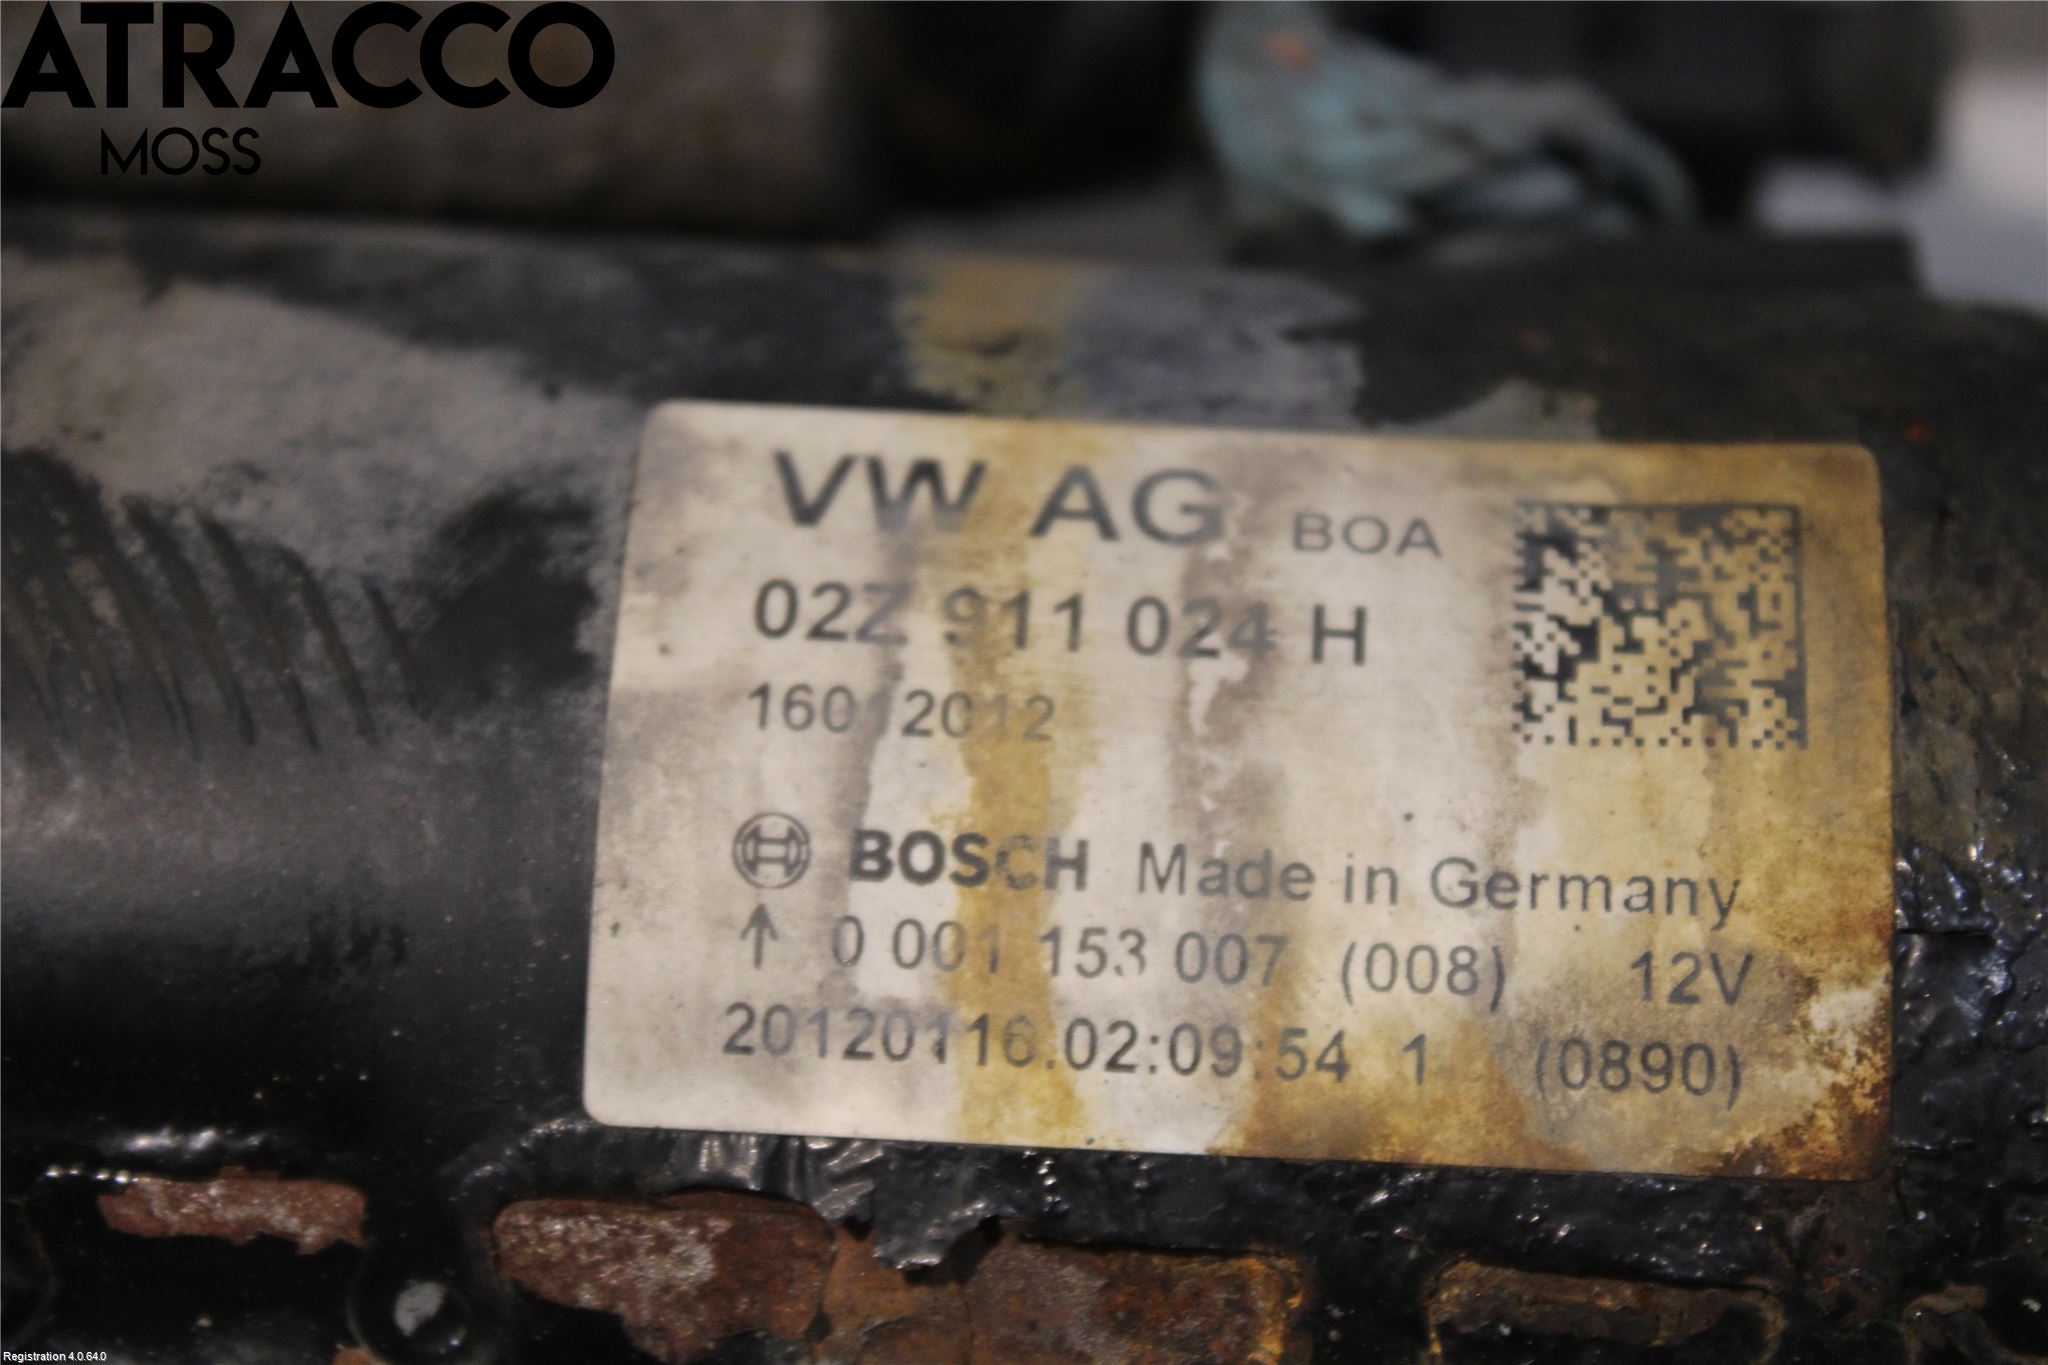 ATRACCO
MOSS
VW AG BOA
02Z 911 024 H
16012012
BOSCH Made in Germany
↑ 0 001 153 007 (008) 12V
20120116.02:09:54 1 (0890)
Registration 4.0.64.0